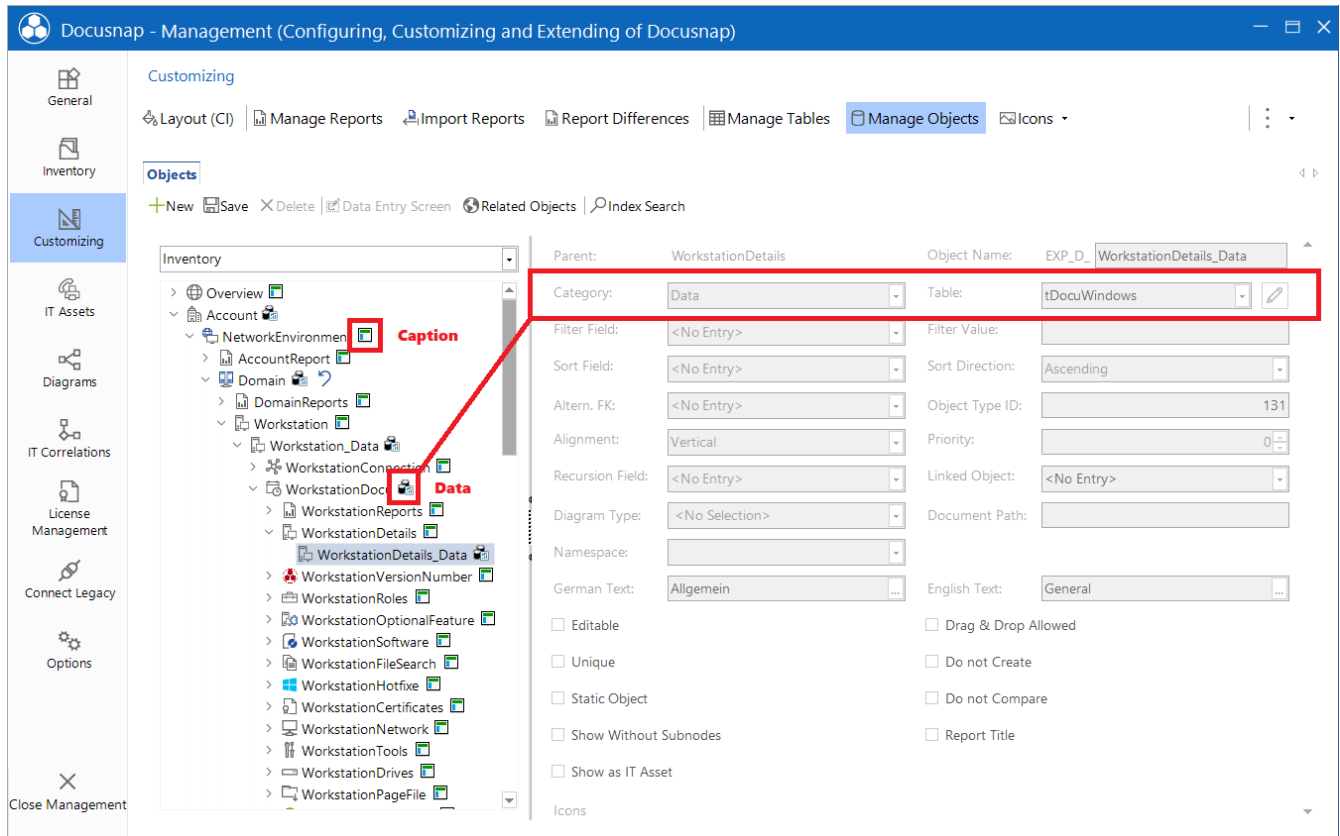 Docusnap - Management (Configuring, Customizing and Extending of Docusnap)
General
Inventory
Customizing
IT Assets
Diagrams
IT Correlations
License
Management
Connect Legacy
Options
Close Management
Customizing
Layout (CI) Manage Reports Import Reports Report Differences Manage Tables Manage Objects Icons
Objects
New Save Delete Data Entry Screen Related Objects Index Search
Inventory
Overview
Account
NetworkEnvironmen Caption
AccountReport
Domain
DomainReports
Workstation
Workstation_Data
WorkstationConnection
WorkstationDocu Data
WorkstationReports
WorkstationDetails
WorkstationDetails_Data
WorkstationVersionNumber
WorkstationRoles
WorkstationOptionalFeature
WorkstationSoftware
WorkstationFileSearch
WorkstationHotfixe
WorkstationCertificates
WorkstationNetwork
WorkstationTools
WorkstationDrives
WorkstationPageFile
Parent: WorkstationDetails Object Name: EXP_D_ WorkstationDetails_Data
Category: Data Table: tDocuWindows
Filter Field: <No Entry> Filter Value:
Sort Field: <No Entry> Sort Direction: Ascending
Altern. FK: <No Entry> Object Type ID: 131
Alignment: Vertical Priority: 0
Recursion Field: <No Entry> Linked Object: <No Entry>
Diagram Type: <No Selection> Document Path:
Namespace:
German Text: Allgemein ... English Text: General ...
Editable Drag & Drop Allowed
Unique Do not Create
Static Object Do not Compare
Show Without Subnodes Report Title
Show as IT Asset
Icons